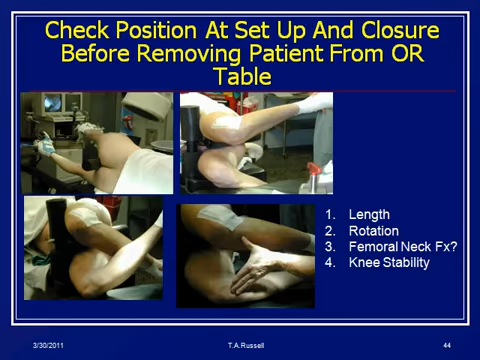 Check Position At Set Up And Closure
Before Removing Patient From OR
Table
1. Length
2. Rotation
3. Femoral Neck Fx?
4. Knee Stability
3/30/2011
T.A.Russell
44